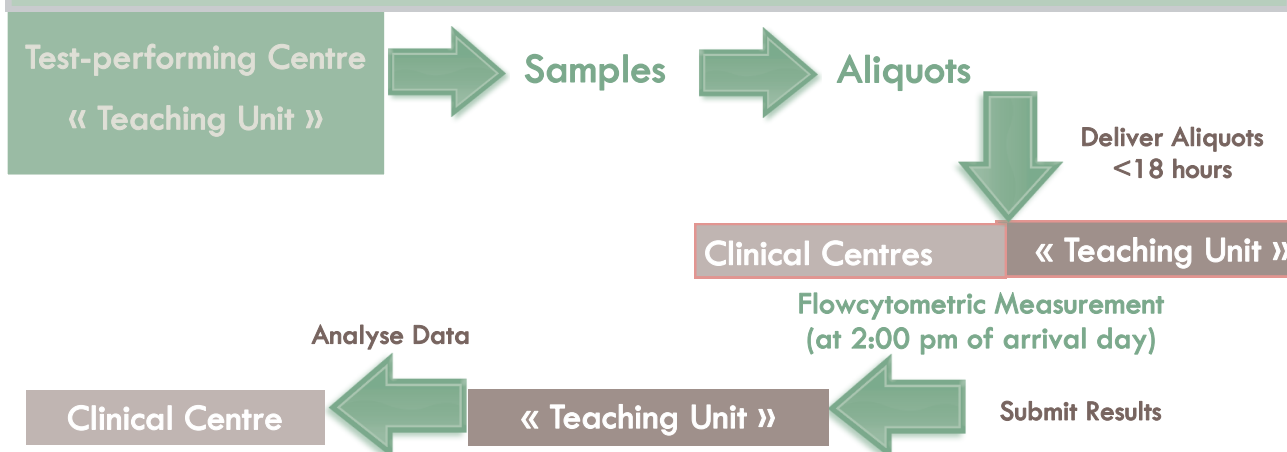 Test-performing Centre
« Teaching Unit »
Samples
Aliquots
Deliver Aliquots
<18 hours
Clinical Centres
« Teaching Unit »
Flowcytometric Measurement
(at 2:00 pm of arrival day)
Analyse Data
Clinical Centre
« Teaching Unit »
Submit Results